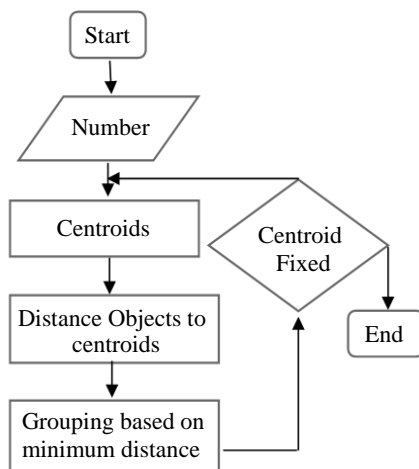 Start
Number
Centroids
Distance Objects to
centroids
Grouping based on
minimum distance
Centroid
Fixed
End